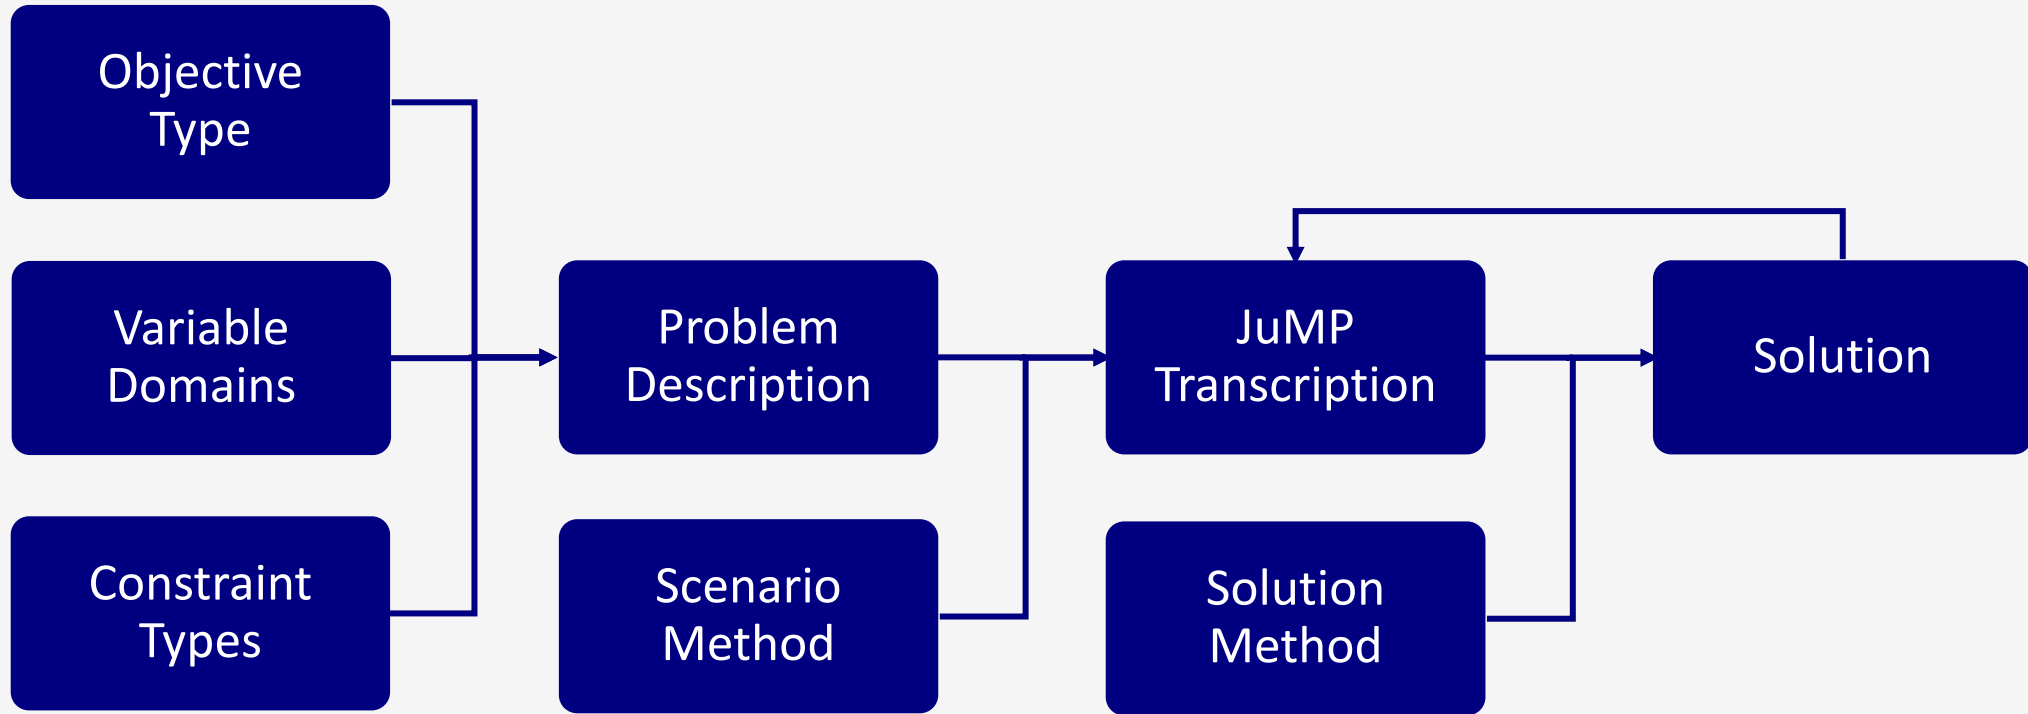 Objective
Type
Variable
Domains
Constraint
Types
Problem
Description
Scenario
Method
JuMP
Transcription
Solution
Method
Solution